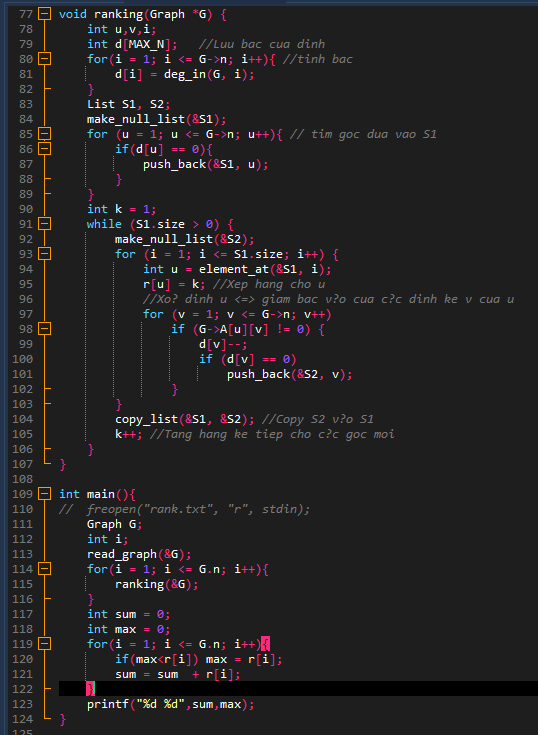 77 void ranking(Graph *G) {
78 int u,v,i;
79 int d[MAX_N]; //Luu bac cua dinh
80 for(i = 1; i <= G->n; i++){ //tinh bac
81 d[i] = deg_in(G, i);
82 }
83 List S1, S2;
84 make_null_list(&S1);
85 for (u = 1; u <= G->n; u++){ // tim goc dua vao S1
86 if(d[u] == 0){
87 push_back(&S1, u);
88 }
89 }
90 int k = 1;
91 while (S1.size > 0) {
92 make_null_list(&S2);
93 for (i = 1; i <= S1.size; i++) {
94 int u = element_at(&S1, i);
95 r[u] = k; //Xep hang cho u
96 //Xo? dinh u <=> giam bac v?o cua c?c dinh ke v cua u
97 for (v = 1; v <= G->n; v++)
98 if (G->A[u][v] != 0) {
99 d[v]--;
100 if (d[v] == 0)
101 push_back(&S2, v);
102 }
103 }
104 copy_list(&S1, &S2); //Copy S2 v?o S1
105 k++; //Tang hang ke tiep cho c?c goc moi
106 }
107 }
108
109 int main(){
110 // freopen("rank.txt", "r", stdin);
111 Graph G;
112 int i;
113 read_graph(&G);
114 for(i = 1; i <= G.n; i++){
115 ranking(&G);
116 }
117 int sum = 0;
118 int max = 0;
119 for(i = 1; i <= G.n; i++){
120 if(max<r[i]) max = r[i];
121 sum = sum + r[i];
122 }
123 printf("%d %d",sum,max);
124 }
125